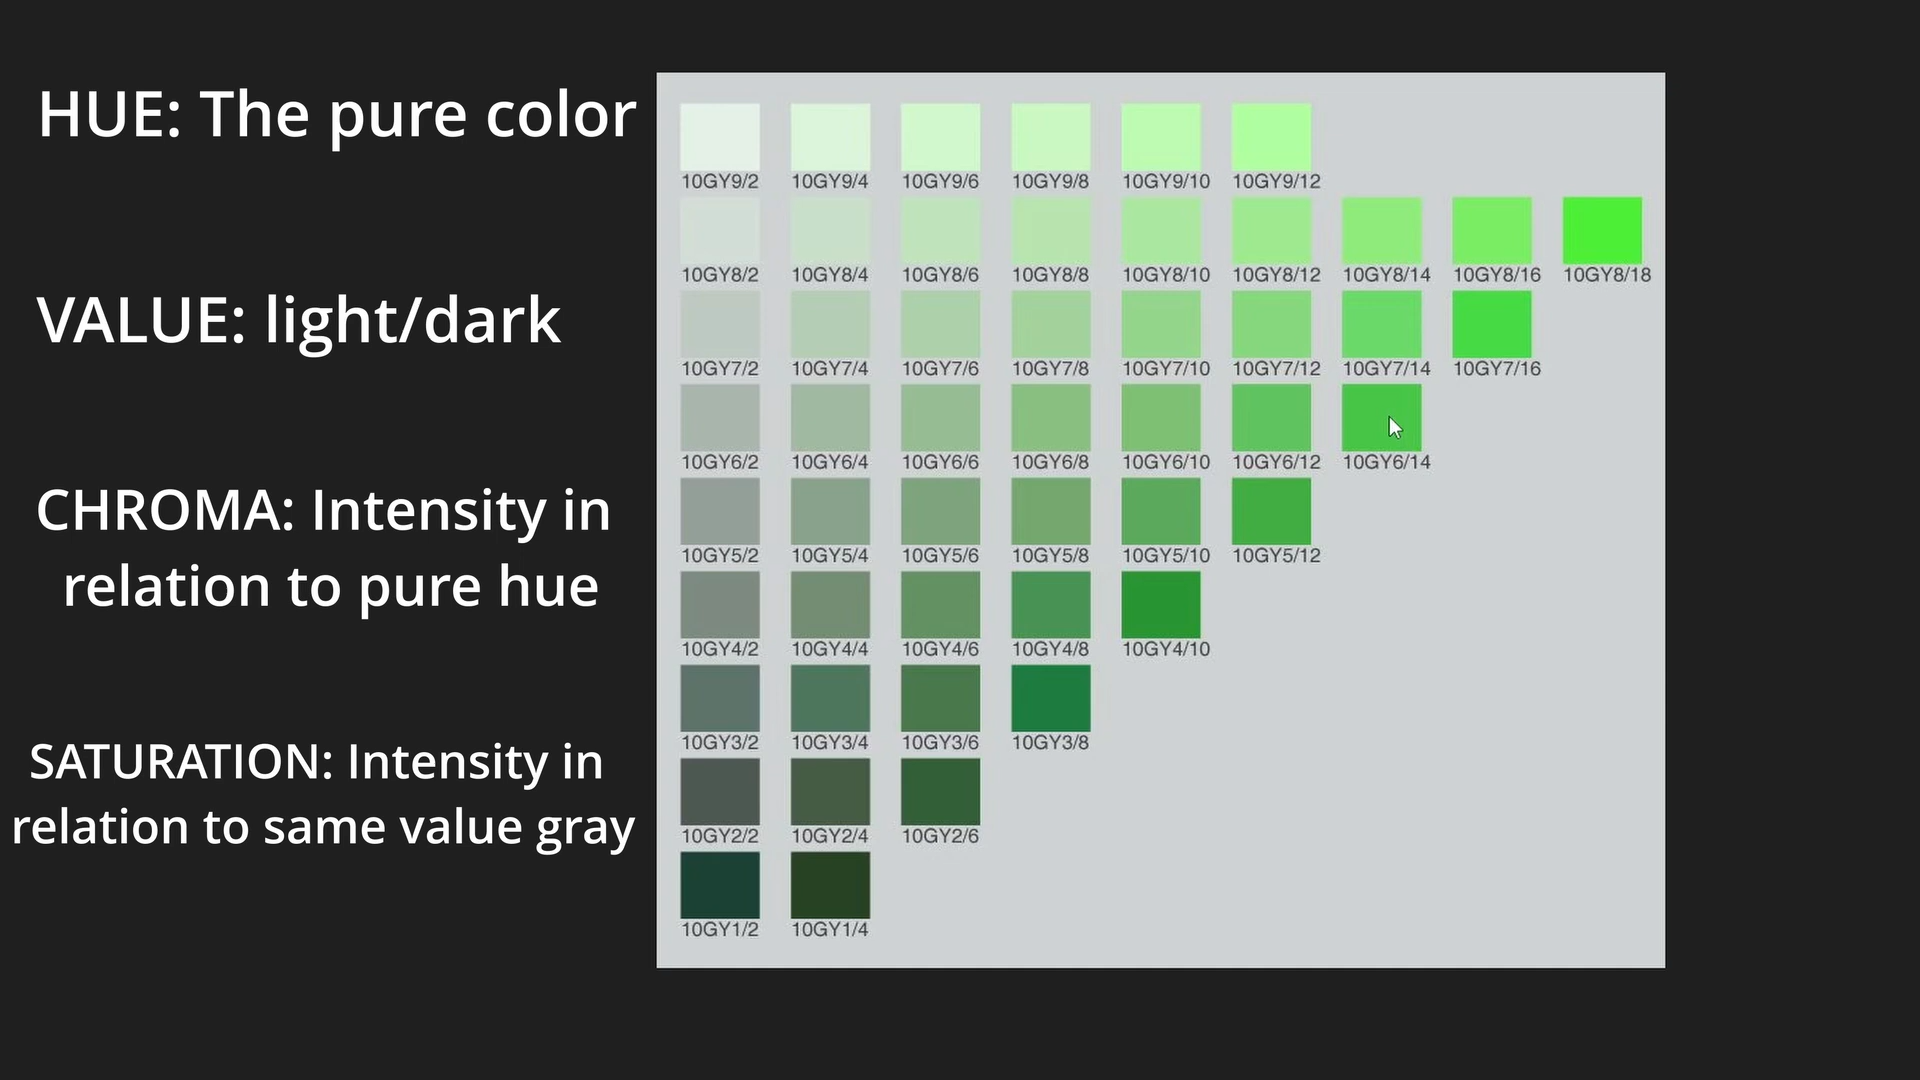 HUE: The pure color
VALUE: light/dark
CHROMA: Intensity in
relation to pure hue
SATURATION: Intensity in
relation to same value gray
10GY9/2 10GY9/4 10GY9/6 10GY9/8 10GY9/10 10GY9/12
10GY8/2 10GY8/4 10GY8/6 10GY8/8 10GY8/10 10GY8/12 10GY8/14 10GY8/16 10GY8/18
10GY7/2 10GY7/4 10GY7/6 10GY7/8 10GY7/10 10GY7/12 10GY7/14 10GY7/16
10GY6/2 10GY6/4 10GY6/6 10GY6/8 10GY6/10 10GY6/12 10GY6/14
10GY5/2 10GY5/4 10GY5/6 10GY5/8 10GY5/10 10GY5/12
10GY4/2 10GY4/4 10GY4/6 10GY4/8 10GY4/10
10GY3/2 10GY3/4 10GY3/6 10GY3/8
10GY2/2 10GY2/4 10GY2/6
10GY1/2 10GY1/4